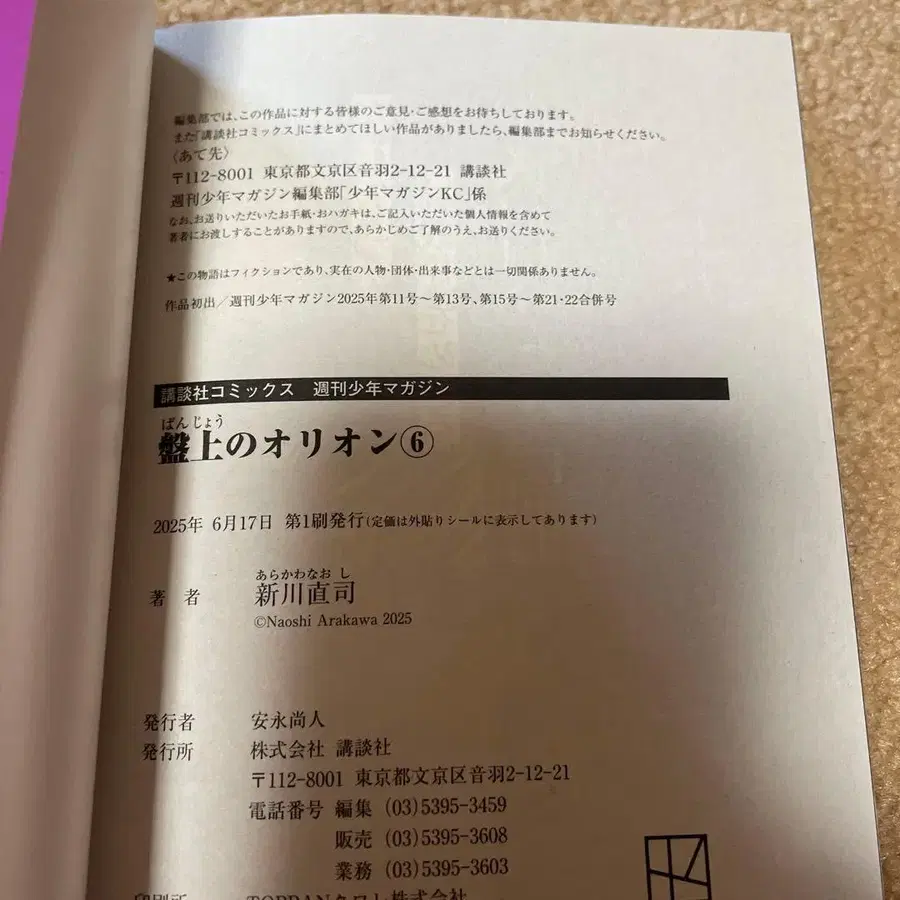 編集部では、この作品に対する皆様のご意見・ご感想をお待ちしております。
また「講談社コミックス」にまとめてほしい作品がありましたら、編集部までお知らせください。
〈あて先〉
〒112-8001 東京都文京区音羽2-12-21 講談社
週刊少年マガジン編集部「少年マガジンKC」係
なお、お送りいただいたお手紙・おハガキは、ご記入いただいた個人情報を含めて
著者にお渡しすることがありますので、あらかじめご了解のうえ、お送りください。
★この物語はフィクションであり、実在の人物・団体・出来事などとは一切関係ありません。
作品初出/週刊少年マガジン2025年第11号〜第13号、第15号〜第21・22合併号
講談社コミックス 週刊少年マガジン
ばんじょう
盤上のオリオン⑥
2025年 6月17日 第1刷発行(定価は外貼りシールに表示してあります)
あらかわなおし
著者 新川直司
©Naoshi Arakawa 2025
発行者 安永尚人
発行所 株式会社 講談社
〒112-8001 東京都文京区音羽2-12-21
電話番号 編集 (03)5395-3459
販売 (03)5395-3608
業務 (03)5395-3603
印刷所 TOPPANクロレ株式会社